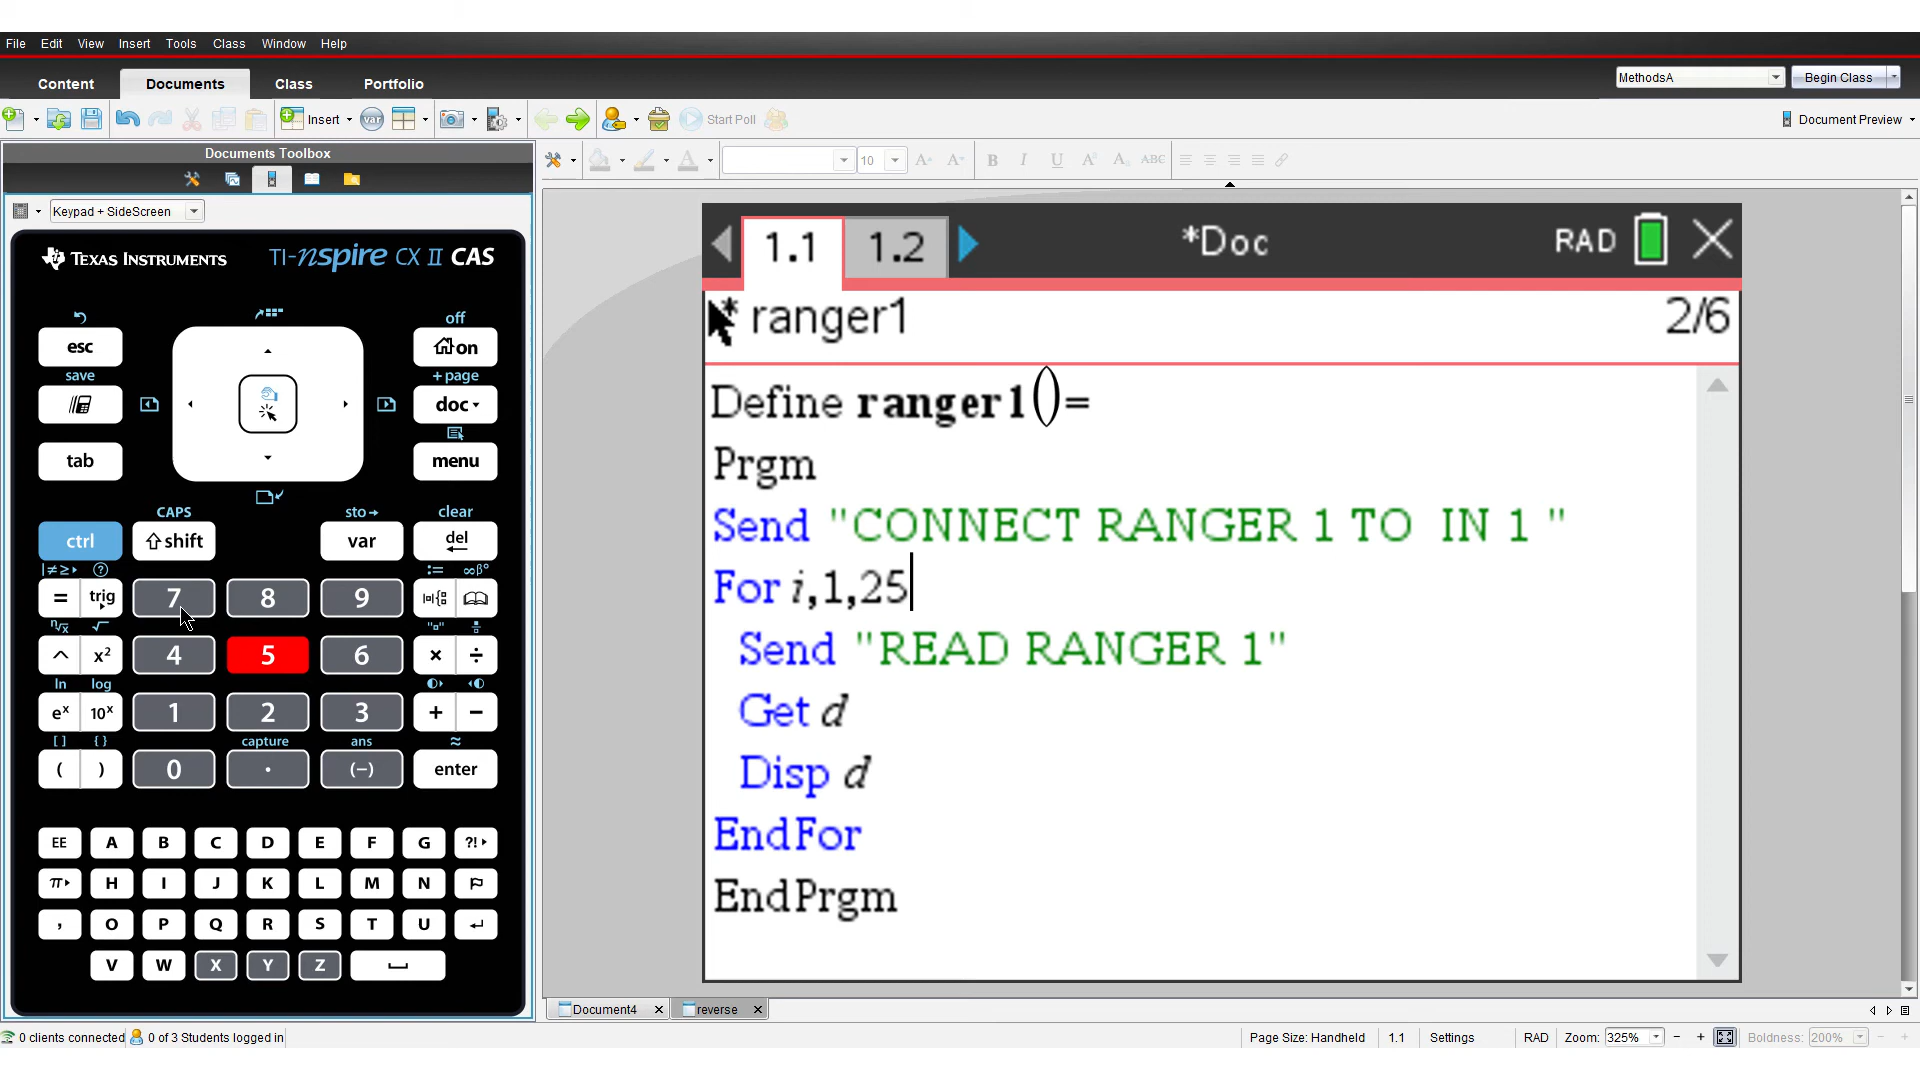 File Edit View Insert Tools Class Window Help
Content Documents Class Portfolio MethodsA Begin Class
Insert var Start Poll Document Preview
Documents Toolbox
10 A A B I U A A ABC
Keypad + SideScreen
TEXAS INSTRUMENTS TI-nspire CX II CAS
1.1 1.2 *Doc RAD
* ranger1 2/6
Define ranger1()=
Prgm
Send "CONNECT RANGER 1 TO  IN 1 "
For i,1,25
Send "READ RANGER 1"
Get d
Disp d
EndFor
EndPrgm
off
esc on
save + page
doc
tab menu
CAPS sto→ clear
ctrl ⇧shift var del
|≠≥▸ ? := ∞β°
= trig 7 8 9
ⁿ√x √ "▫" ÷
^ x² 4 5 6 × ÷
ln log
eˣ 10ˣ 1 2 3 + −
[ ] { } capture ans ≈
( ) 0 . (−) enter
EE A B C D E F G ?!▸
π▸ H I J K L M N
, O P Q R S T U
V W X Y Z
Document4 reverse
0 clients connected 0 of 3 Students logged in Page Size: Handheld 1.1 Settings RAD Zoom: 325% − + Boldness: 200% − +